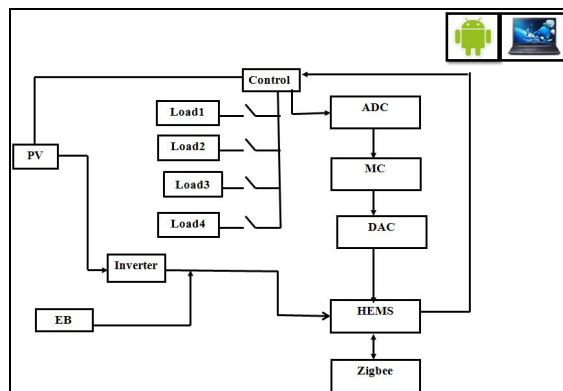 Control
Load1
ADC
Load2
PV
MC
Load3
Load4
DAC
Inverter
EB
HEMS
Zigbee